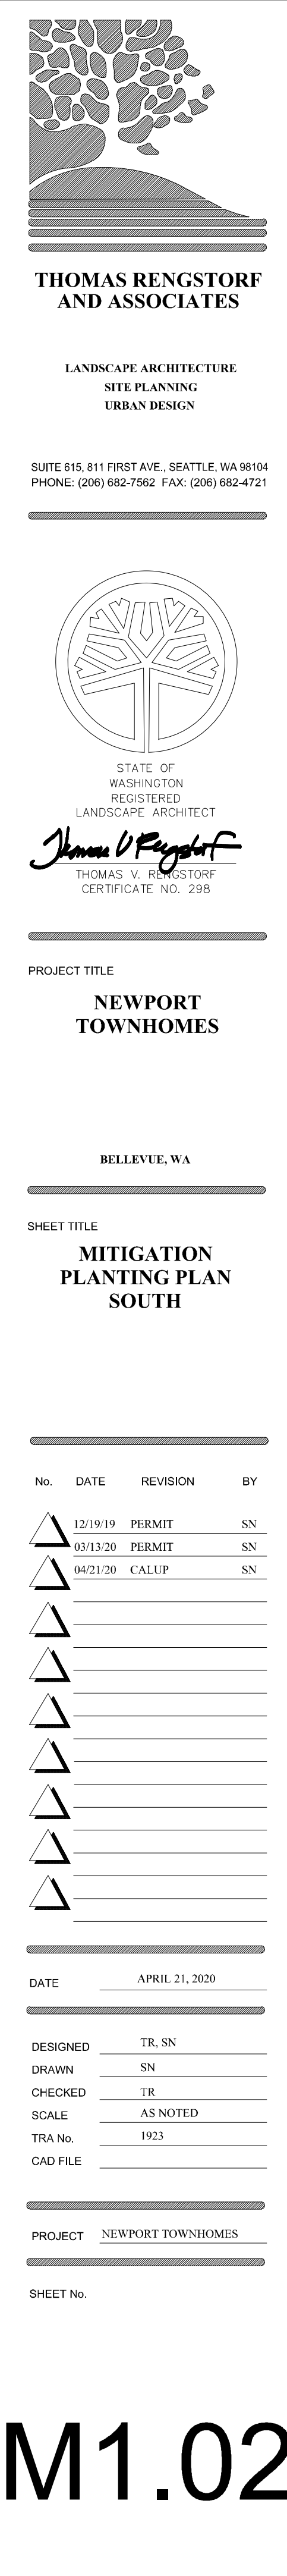 THOMAS RENGSTORF
AND ASSOCIATES
LANDSCAPE ARCHITECTURE
SITE PLANNING
URBAN DESIGN
SUITE 615, 811 FIRST AVE., SEATTLE, WA 98104
PHONE: (206) 682-7562 FAX: (206) 682-4721
STATE OF
WASHINGTON
REGISTERED
LANDSCAPE ARCHITECT
Thomas V Rengstorf
THOMAS V. RENGSTORF
CERTIFICATE NO. 298
PROJECT TITLE
NEWPORT
TOWNHOMES
BELLEVUE, WA
SHEET TITLE
MITIGATION
PLANTING PLAN
SOUTH
No. DATE REVISION BY
12/19/19 PERMIT SN
03/13/20 PERMIT SN
04/21/20 CALUP SN
DATE APRIL 21, 2020
DESIGNED TR, SN
DRAWN SN
CHECKED TR
SCALE AS NOTED
TRA No. 1923
CAD FILE
PROJECT NEWPORT TOWNHOMES
SHEET No.
M1.02